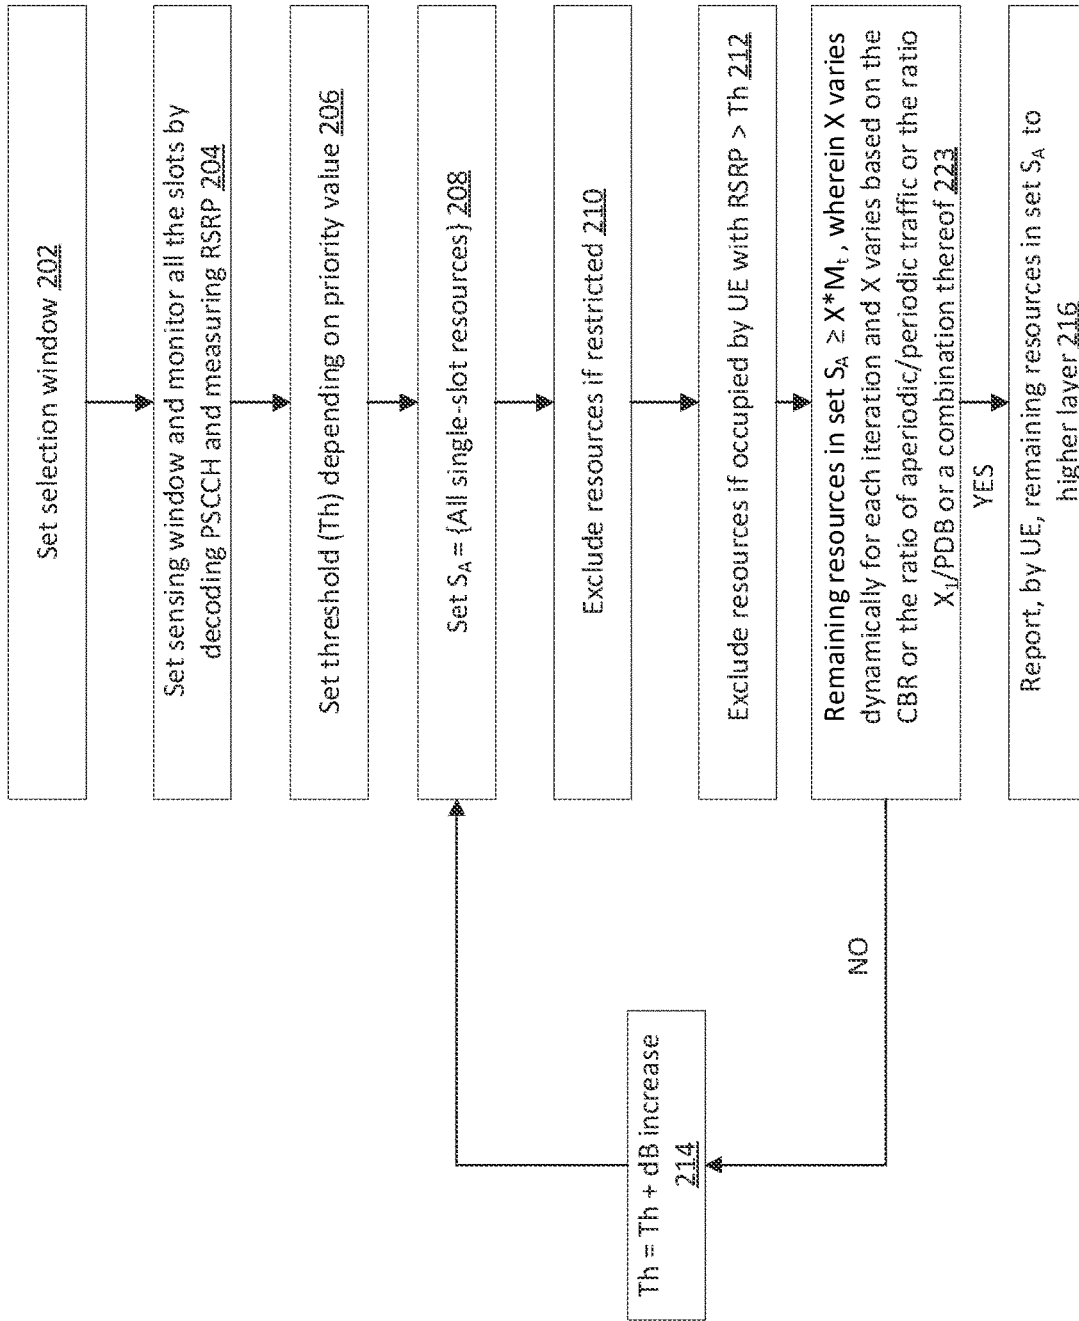 Set selection window 202
Set sensing window and monitor all the slots by
decoding PSCCH and measuring RSRP 204
Set threshold (Th) depending on priority value 206
Set S_A = {All single-slot resources} 208
Exclude resources if restricted 210
Exclude resources if occupied by UE with RSRP > Th 212
Remaining resources in set S_A ≥ X*M_t, wherein X varies
dynamically for each iteration and X varies based on the
CBR or the ratio of aperiodic/periodic traffic or the ratio
X_1/PDB or a combination thereof 223
YES
Report, by UE, remaining resources in set S_A to
higher layer 216
NO
Th = Th + dB increase
214